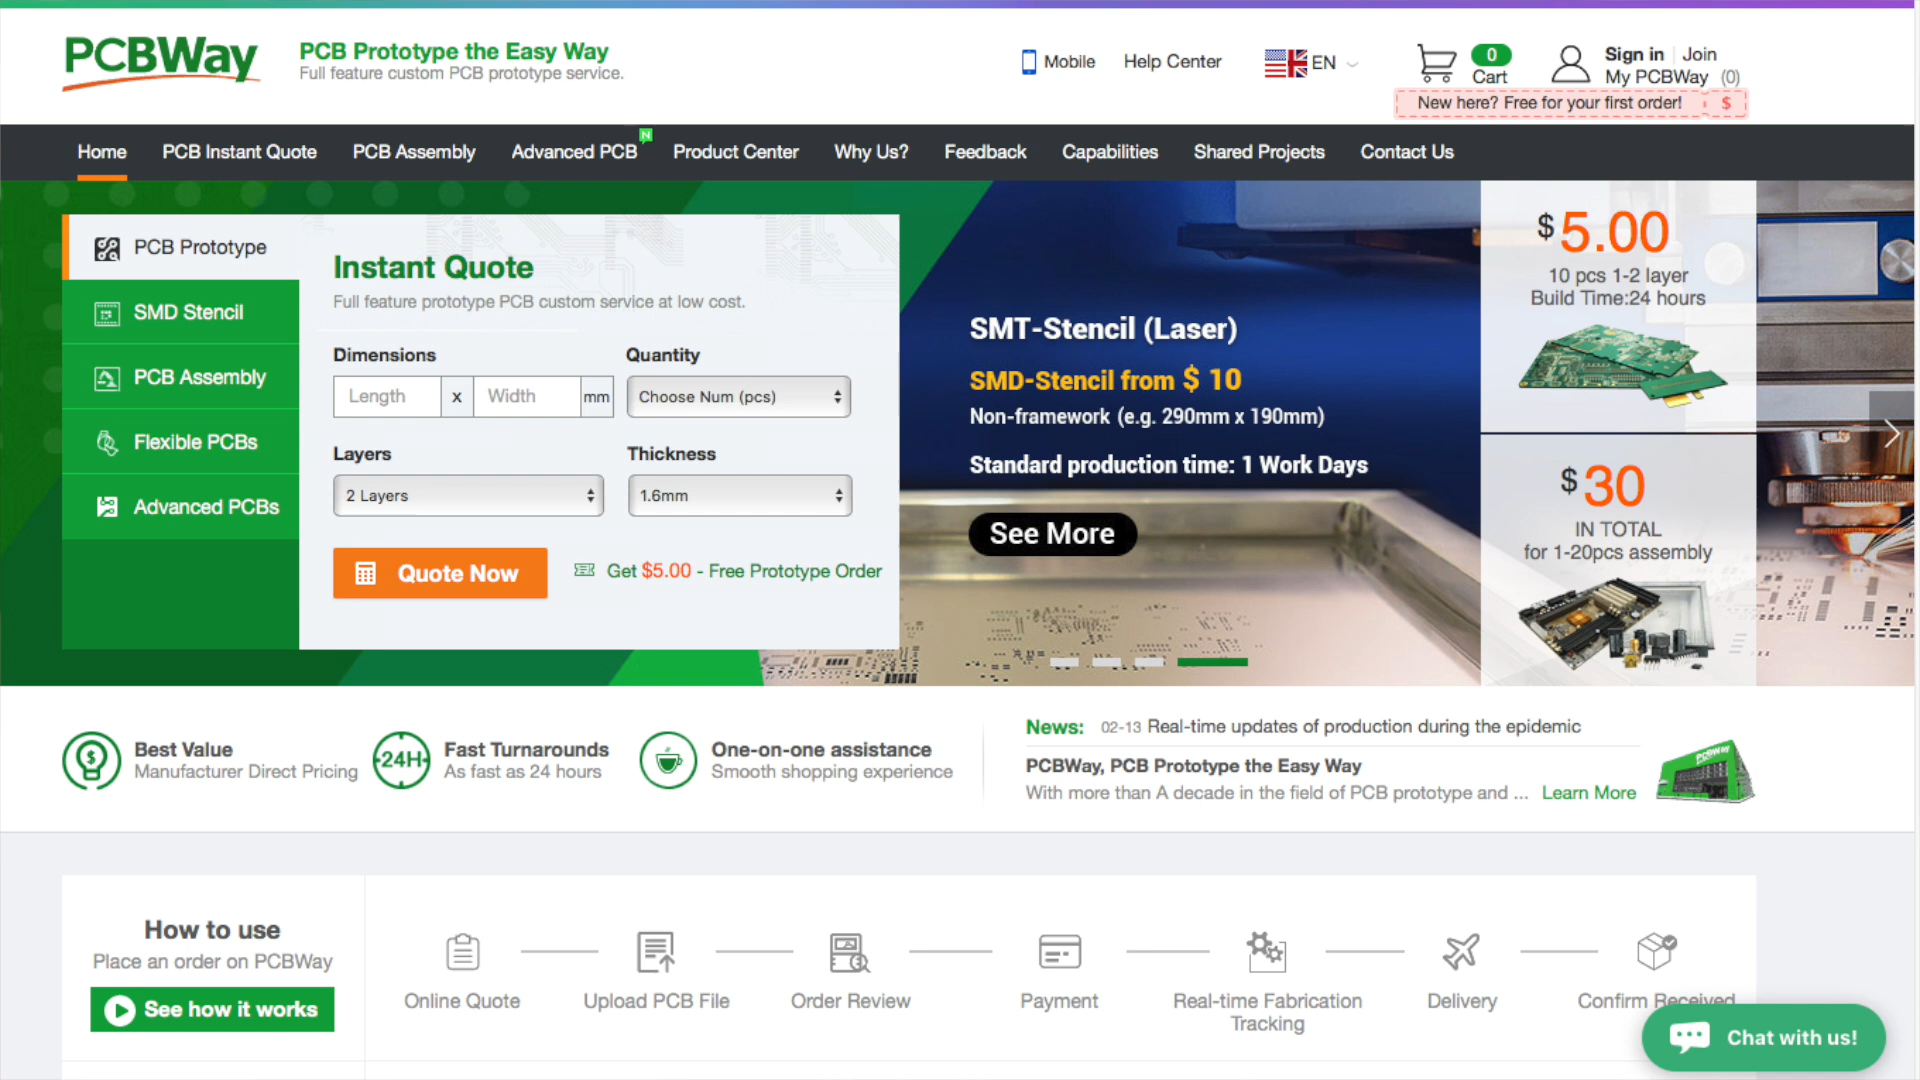 PCBWay
PCB Prototype the Easy Way
Full feature custom PCB prototype service.
Mobile
Help Center
EN
0
Cart
Sign in
Join
My PCBWay (0)
New here? Free for your first order! $
Home
PCB Instant Quote
PCB Assembly
Advanced PCB
N
Product Center
Why Us?
Feedback
Capabilities
Shared Projects
Contact Us
PCB Prototype
SMD Stencil
PCB Assembly
Flexible PCBs
Advanced PCBs
Instant Quote
Full feature prototype PCB custom service at low cost.
Dimensions
Quantity
Length x Width mm
Choose Num (pcs)
Layers
Thickness
2 Layers
1.6mm
Quote Now
Get $5.00 - Free Prototype Order
SMT-Stencil (Laser)
SMD-Stencil from $ 10
Non-framework (e.g. 290mm x 190mm)
Standard production time: 1 Work Days
See More
$5.00
10 pcs 1-2 layer
Build Time:24 hours
$30
IN TOTAL
for 1-20pcs assembly
Best Value
Manufacturer Direct Pricing
24H
Fast Turnarounds
As fast as 24 hours
One-on-one assistance
Smooth shopping experience
News: 02-13 Real-time updates of production during the epidemic
PCBWay, PCB Prototype the Easy Way
With more than A decade in the field of PCB prototype and ... Learn More
PCBWay
How to use
Place an order on PCBWay
See how it works
Online Quote
Upload PCB File
Order Review
Payment
Real-time Fabrication
Tracking
Delivery
Confirm Received
Chat with us!